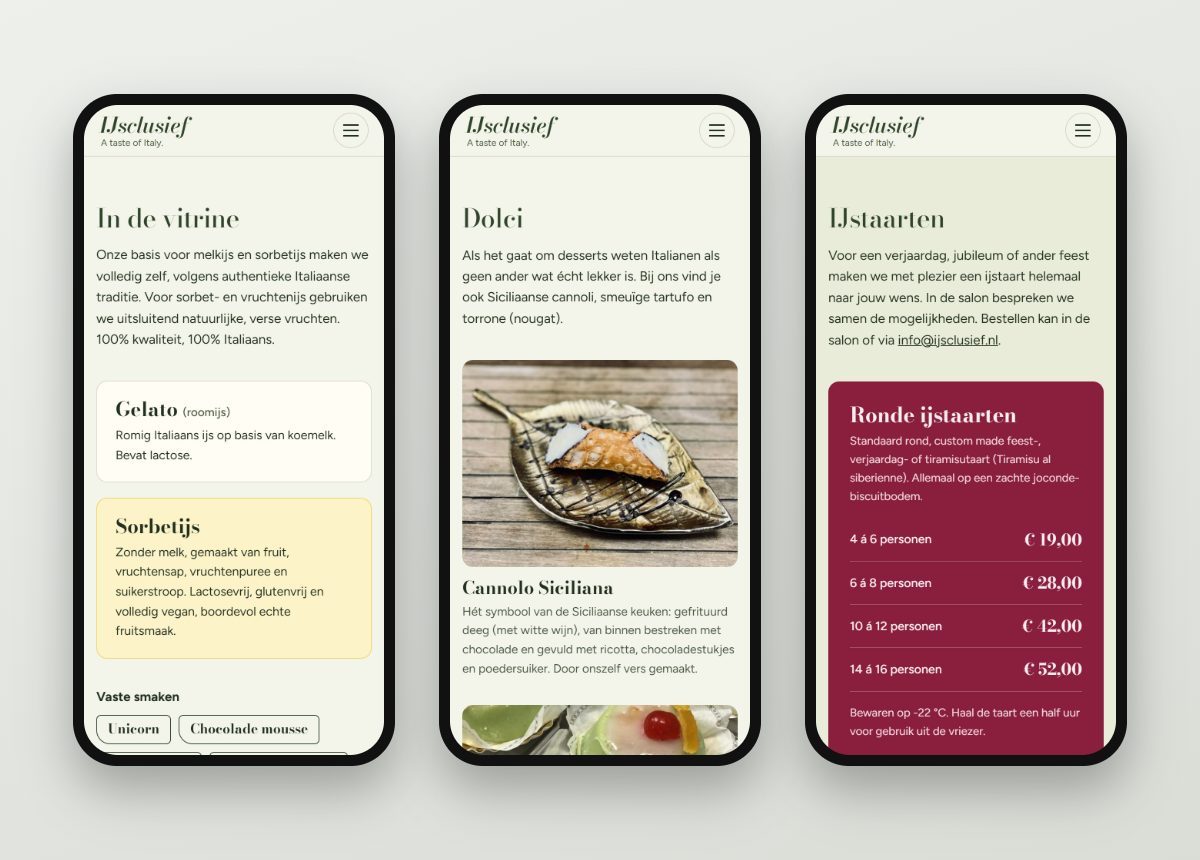 IJsclusief
A taste of Italy.
In de vitrine
Onze basis voor melkijs en sorbetijs maken we
volledig zelf, volgens authentieke Italiaanse
traditie. Voor sorbet- en vruchtenijs gebruiken
we uitsluitend natuurlijke, verse vruchten.
100% kwaliteit, 100% Italiaans.
Gelato (roomijs)
Romig Italiaans ijs op basis van koemelk.
Bevat lactose.
Sorbetijs
Zonder melk, gemaakt van fruit,
vruchtensap, vruchtenpuree en
suikerstroop. Lactosevrij, glutenvrij en
volledig vegan, boordevol echte
fruitsmaak.
Vaste smaken
Unicorn
Chocolade mousse
IJsclusief
A taste of Italy.
Dolci
Als het gaat om desserts weten Italianen als
geen ander wat écht lekker is. Bij ons vind je
ook Siciliaanse cannoli, smeuïge tartufo en
torrone (nougat).
Cannolo Siciliana
Hét symbool van de Siciliaanse keuken: gefrituurd
deeg (met witte wijn), van binnen bestreken met
chocolade en gevuld met ricotta, chocoladestukjes
en poedersuiker. Door onszelf vers gemaakt.
IJsclusief
A taste of Italy.
IJstaarten
Voor een verjaardag, jubileum of ander feest
maken we met plezier een ijstaart helemaal
naar jouw wens. In de salon bespreken we
samen de mogelijkheden. Bestellen kan in de
salon of via info@ijsclusief.nl.
Ronde ijstaarten
Standaard rond, custom made feest-,
verjaardag- of tiramisutaart (Tiramisu al
siberienne). Allemaal op een zachte joconde-
biscuitbodem.
4 á 6 personen € 19,00
6 á 8 personen € 28,00
10 á 12 personen € 42,00
14 á 16 personen € 52,00
Bewaren op -22 °C. Haal de taart een half uur
voor gebruik uit de vriezer.